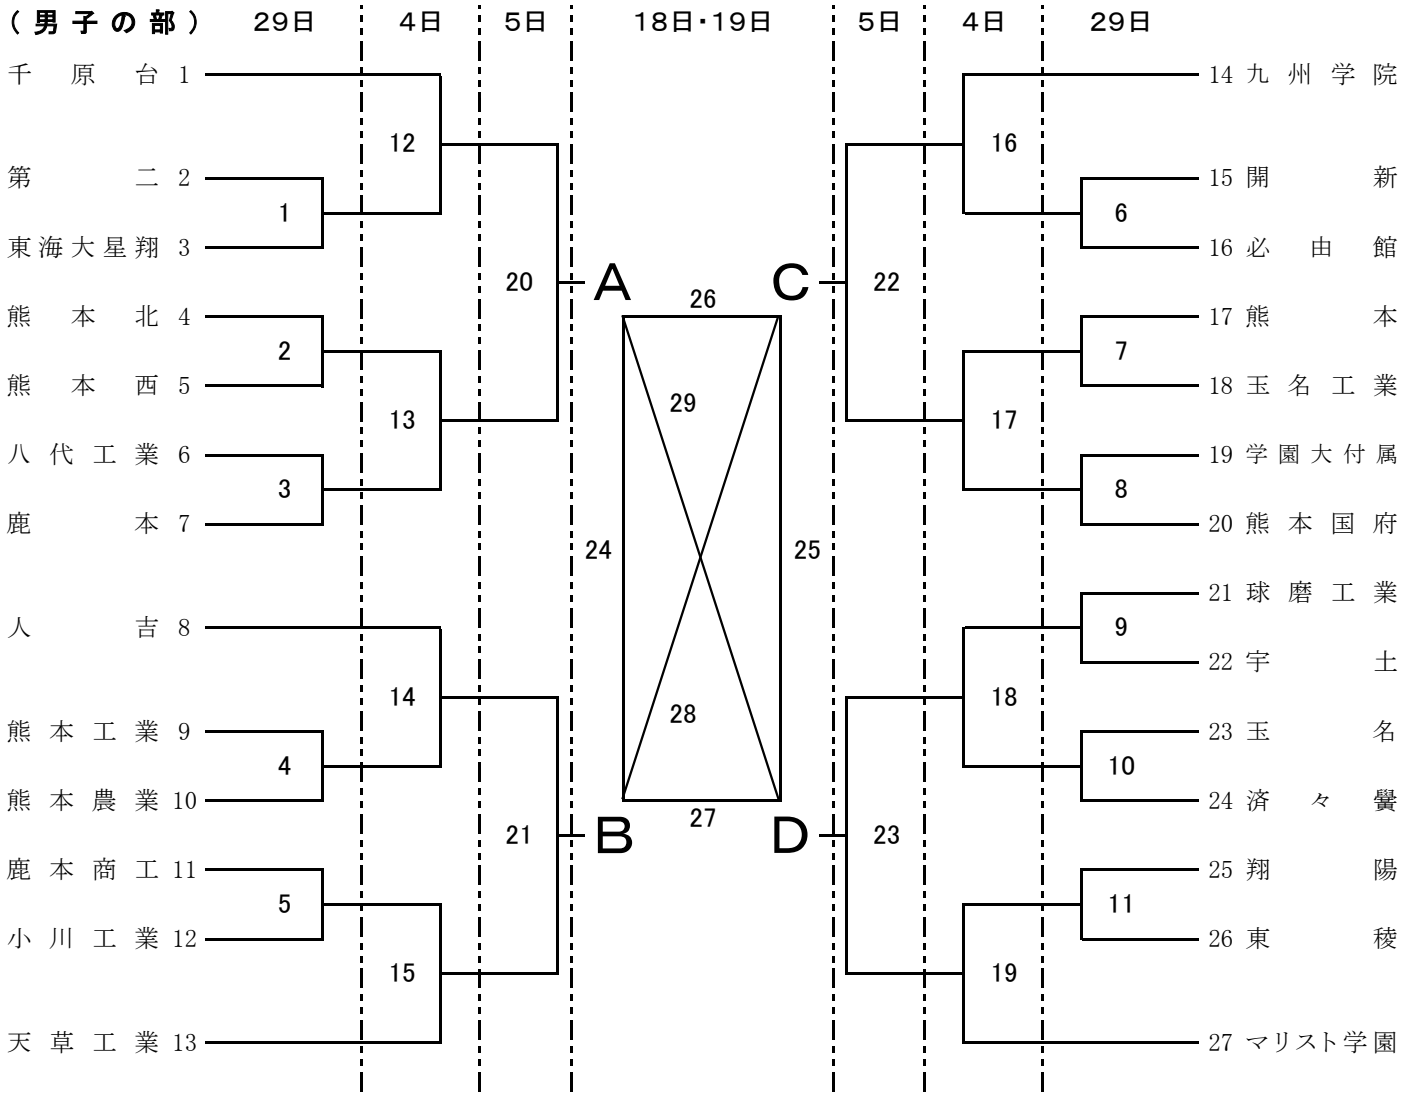 (男子の部) 29日 4日 5日 18日・19日 5日 4日 29日
千原台 1
14 九州学院
12
16
第二 2
15 開新
1
6
東海大星翔 3
16 必由館
20
A
C
22
26
熊本北 4
17 熊本
2
7
熊本西 5
18 玉名工業
29
13
17
八代工業 6
19 学園大付属
3
8
鹿本 7
20 熊本国府
24
25
21 球磨工業
人吉 8
9
22 宇土
14
18
28
熊本工業 9
23 玉名
4
10
熊本農業 10
24 済々黌
27
21
B
D
23
鹿本商工 11
25 翔陽
5
11
小川工業 12
26 東稜
15
19
天草工業 13
27 マリスト学園